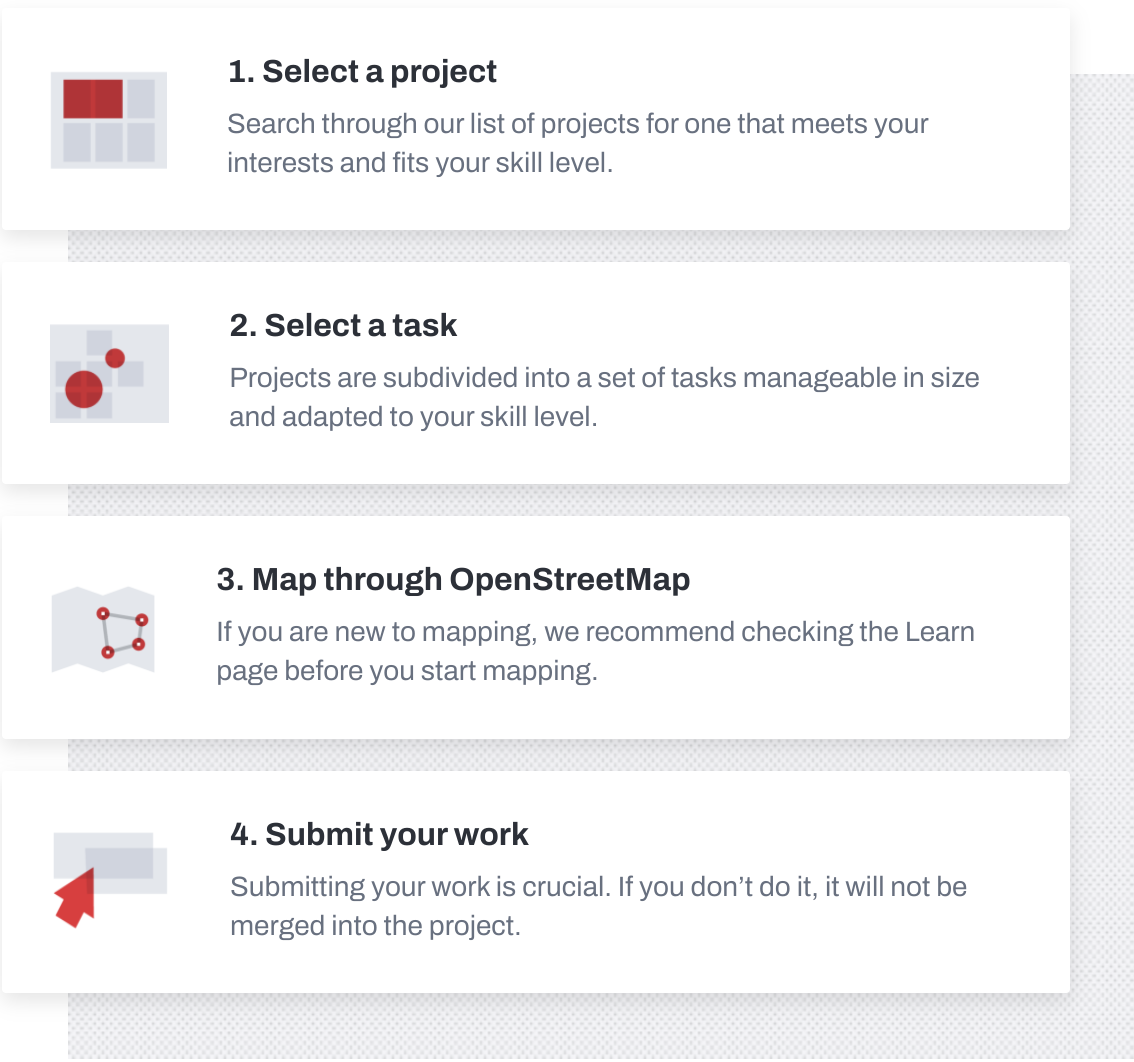 1. Select a project
Search through our list of projects for one that meets your
interests and fits your skill level.
2. Select a task
Projects are subdivided into a set of tasks manageable in size
and adapted to your skill level.
3. Map through OpenStreetMap
If you are new to mapping, we recommend checking the Learn
page before you start mapping.
4. Submit your work
Submitting your work is crucial. If you don’t do it, it will not be
merged into the project.